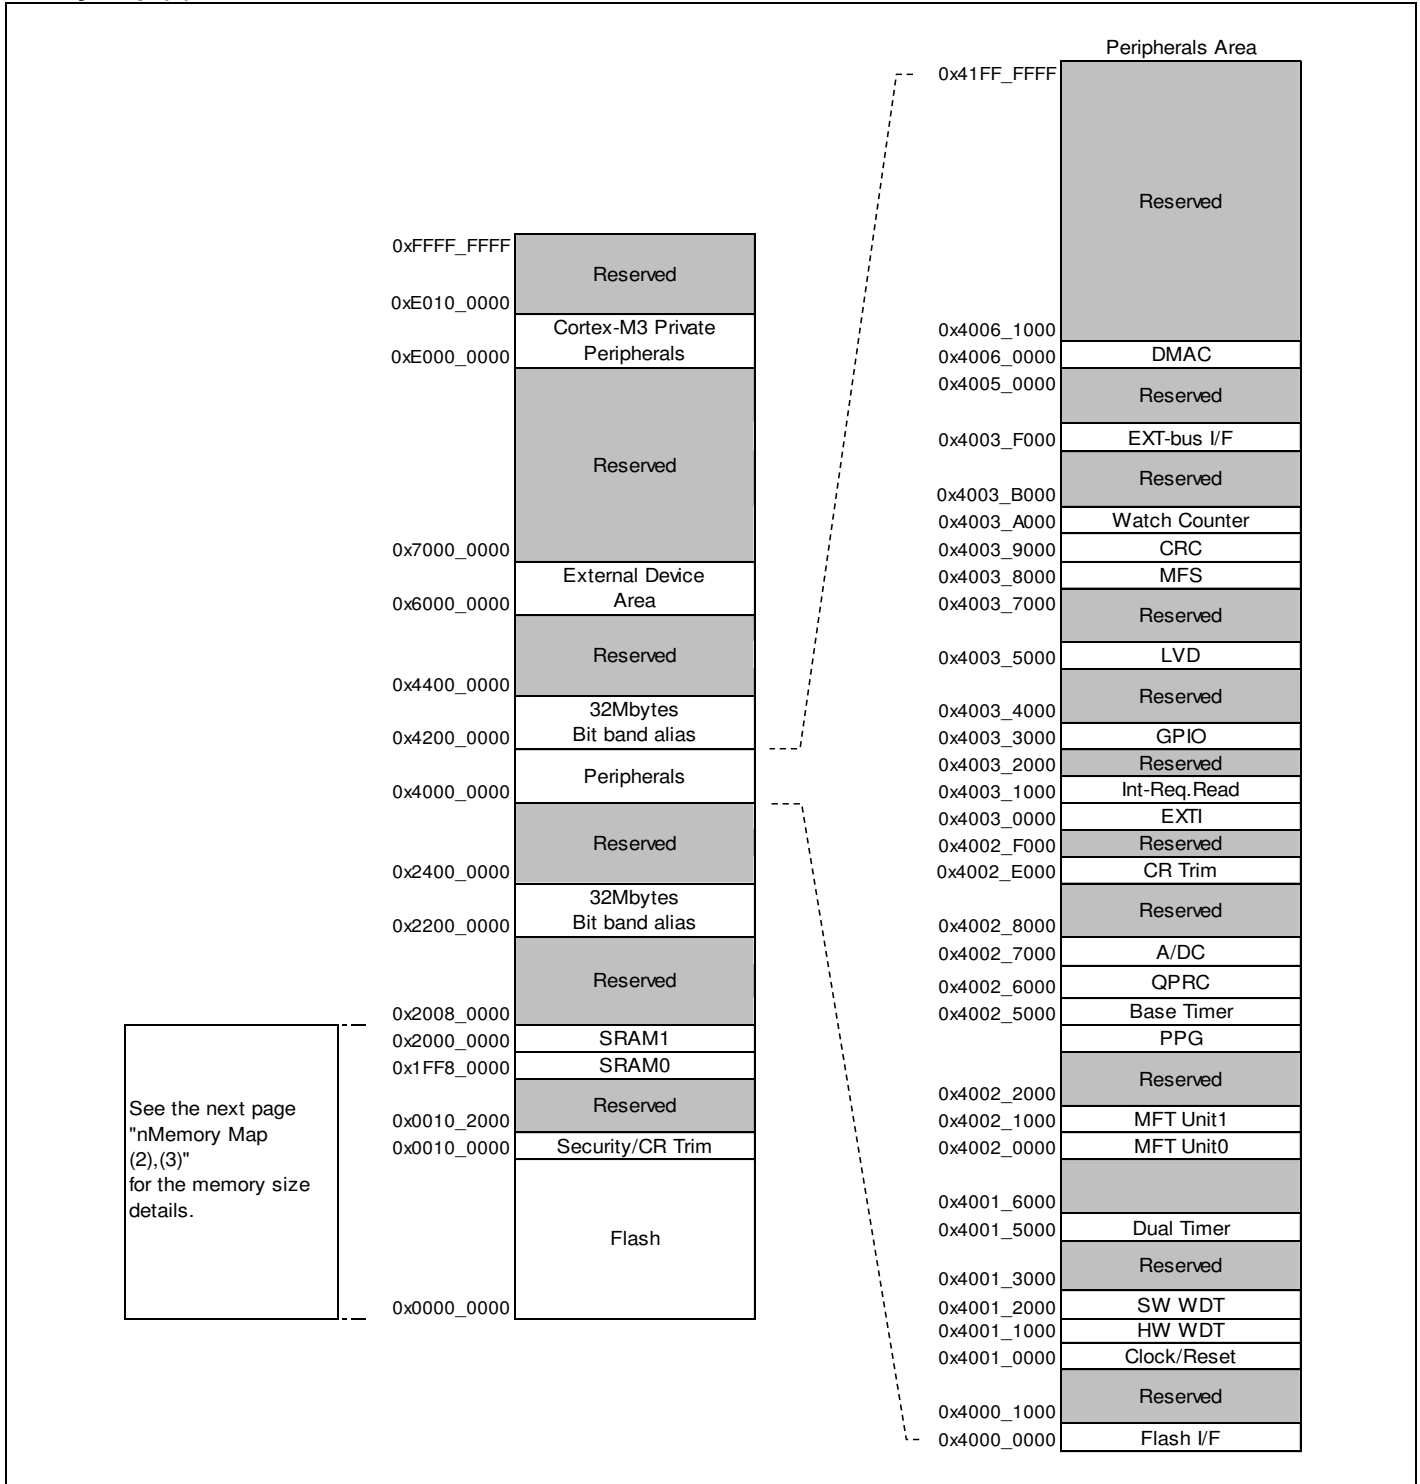 Peripherals Area
0x41FF_FFFF
Reserved
0x4006_1000
0x4006_0000 DMAC
0x4005_0000
Reserved
0x4003_F000 EXT-bus I/F
Reserved
0x4003_B000
0x4003_A000 Watch Counter
0x4003_9000 CRC
0x4003_8000 MFS
0x4003_7000
Reserved
0x4003_5000 LVD
Reserved
0x4003_4000
0x4003_3000 GPIO
0x4003_2000 Reserved
0x4003_1000 Int-Req.Read
0x4003_0000 EXTI
0x4002_F000 Reserved
0x4002_E000 CR Trim
Reserved
0x4002_8000
0x4002_7000 A/DC
0x4002_6000 QPRC
0x4002_5000 Base Timer
PPG
Reserved
0x4002_2000
0x4002_1000 MFT Unit1
0x4002_0000 MFT Unit0
0x4001_6000
0x4001_5000 Dual Timer
Reserved
0x4001_3000
0x4001_2000 SW WDT
0x4001_1000 HW WDT
0x4001_0000 Clock/Reset
Reserved
0x4000_1000
0x4000_0000 Flash I/F
0xFFFF_FFFF
Reserved
0xE010_0000
Cortex-M3 Private
0xE000_0000 Peripherals
Reserved
0x7000_0000
External Device
0x6000_0000 Area
Reserved
0x4400_0000
32Mbytes
0x4200_0000 Bit band alias
Peripherals
0x4000_0000
Reserved
0x2400_0000
32Mbytes
0x2200_0000 Bit band alias
Reserved
0x2008_0000
0x2000_0000 SRAM1
0x1FF8_0000 SRAM0
Reserved
0x0010_2000
0x0010_0000 Security/CR Trim
Flash
0x0000_0000
See the next page
"nMemory Map
(2),(3)"
for the memory size
details.